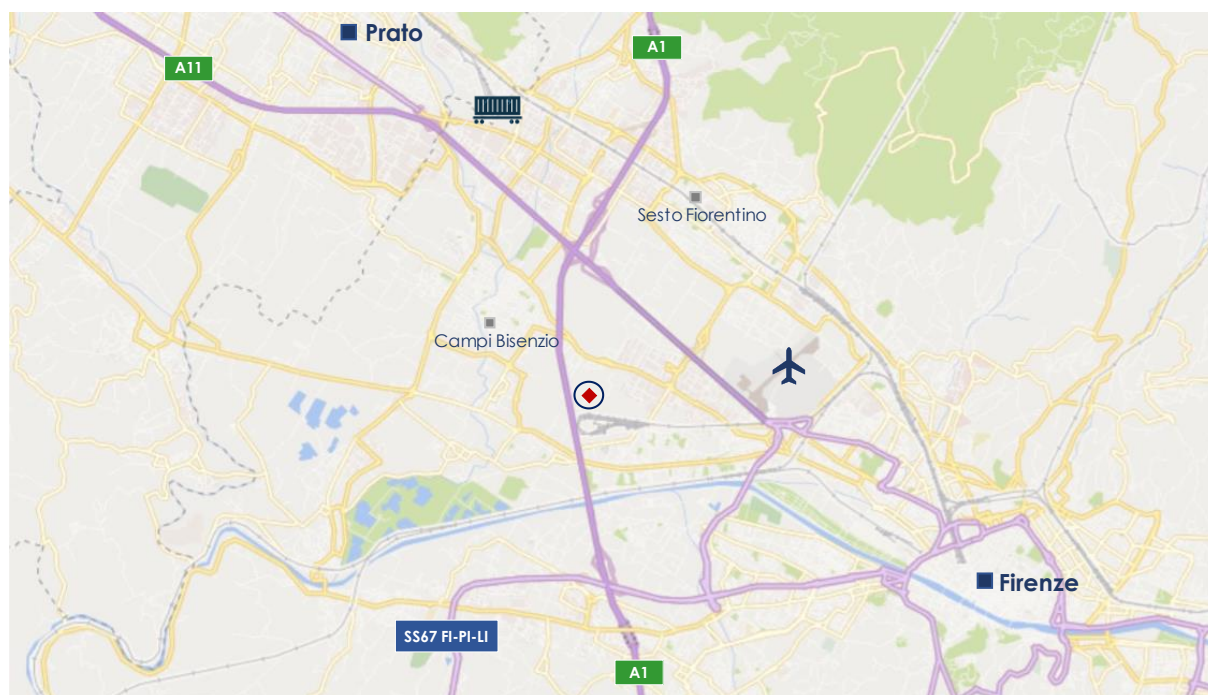 Prato
A1
A11
Sesto Fiorentino
Campi Bisenzio
Firenze
SS67 FI-PI-LI
A1